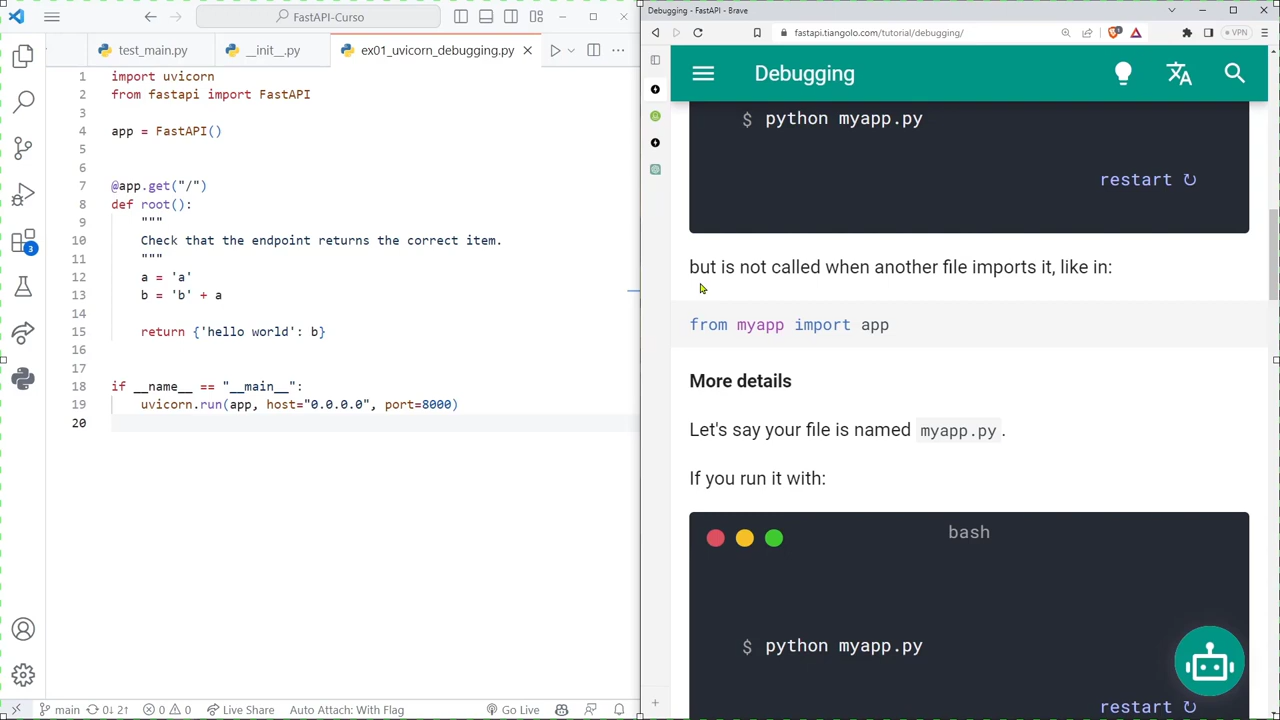 FastAPI-Curso
test_main.py
__init__.py
ex01_uvicorn_debugging.py
1 import uvicorn
2 from fastapi import FastAPI
3
4 app = FastAPI()
5
6
7 @app.get("/")
8 def root():
9 """
10 Check that the endpoint returns the correct item.
11 """
12 a = 'a'
13 b = 'b' + a
14
15 return {'hello world': b}
16
17
18 if __name__ == "__main__":
19 uvicorn.run(app, host="0.0.0.0", port=8000)
20
3
main 0↓ 2↑ 0 0 Live Share Auto Attach: With Flag Go Live
Debugging - FastAPI - Brave
fastapi.tiangolo.com/tutorial/debugging/
VPN
Debugging
$ python myapp.py
restart ↻
but is not called when another file imports it, like in:
from myapp import app
More details
Let's say your file is named myapp.py.
If you run it with:
bash
$ python myapp.py
restart ↻